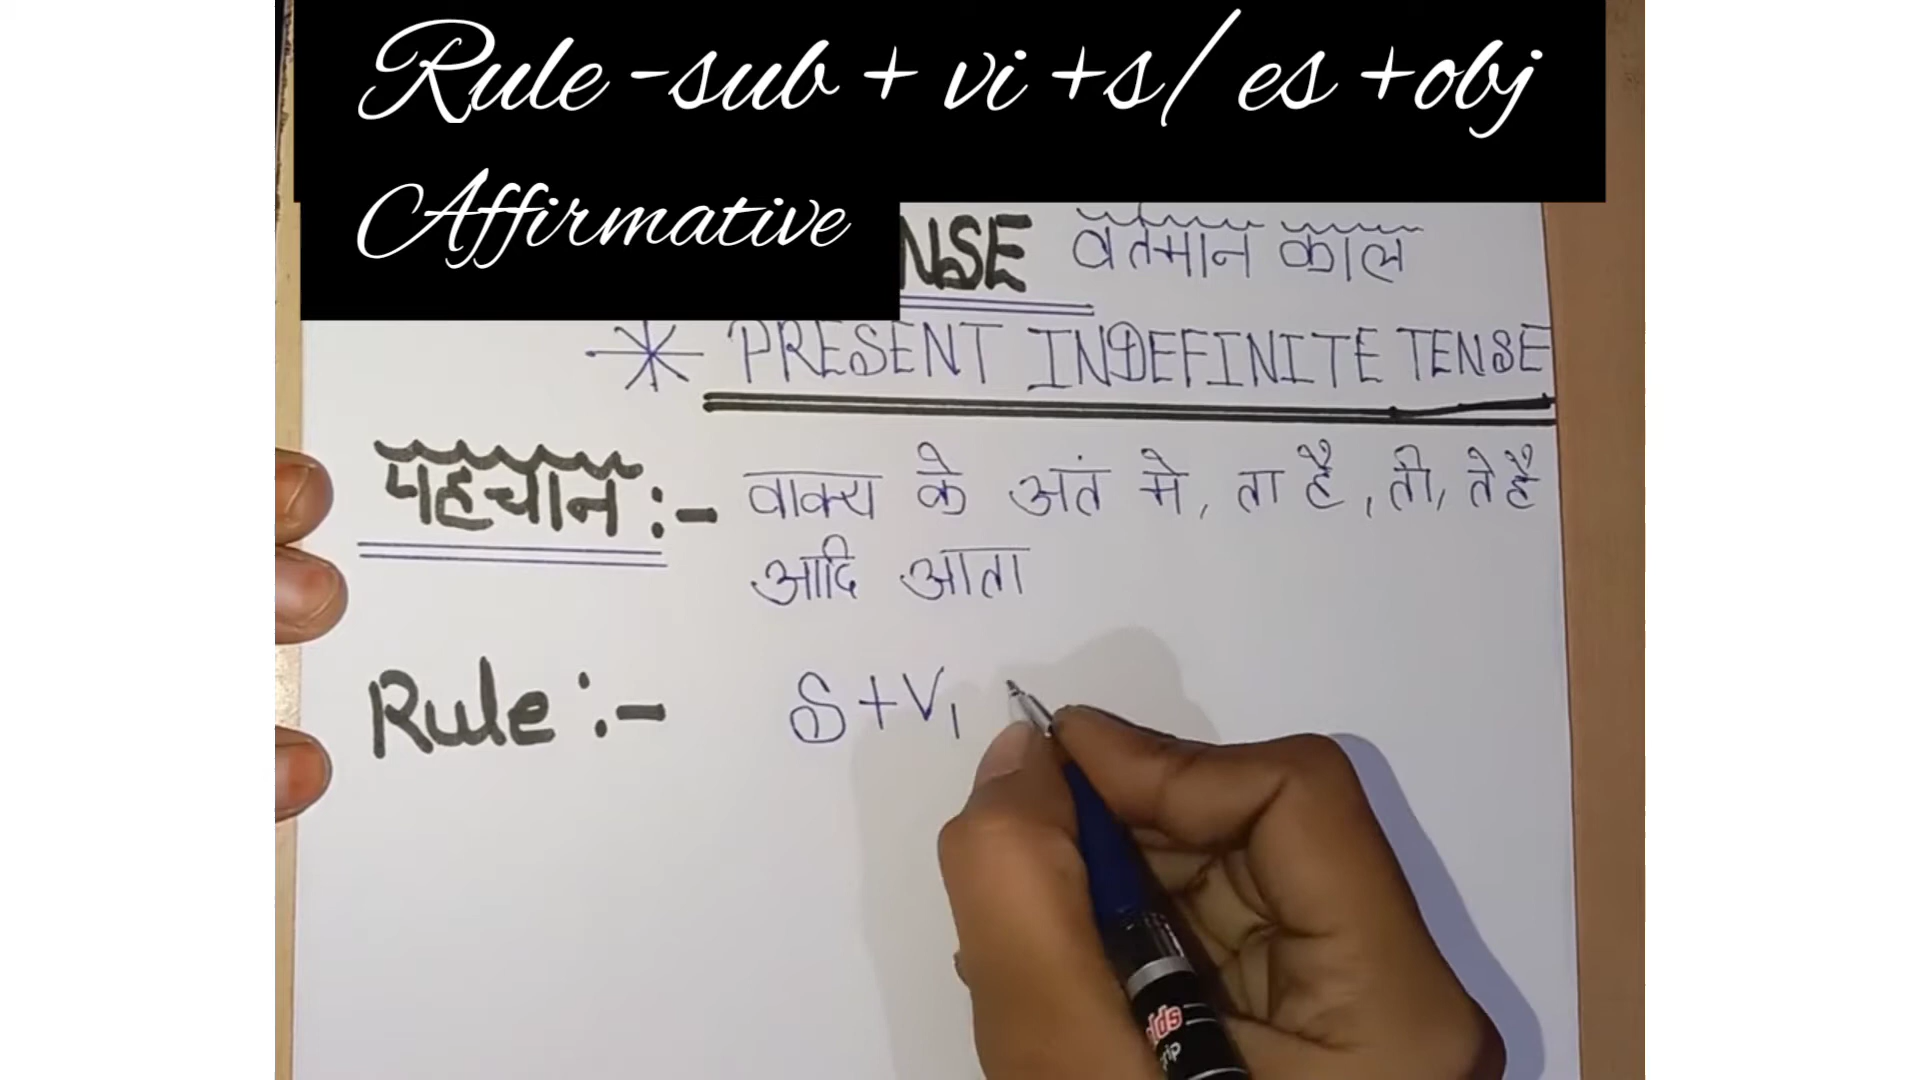 Rule -sub + vi +s/ es +obj
Affirmative
NSE वर्तमान काल
PRESENT INDEFINITE TENSE
पहचान :- वाक्य के अंत मे, ता है, ती, ते है
आदि आता
Rule :- S+V1